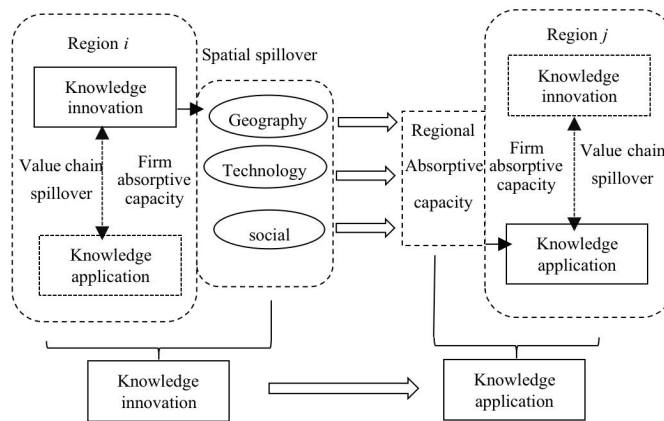 Region i
Knowledge
innovation
Value chain
spillover
Firm
absorptive
capacity
Knowledge
application
Spatial spillover
Geography
Technology
social
Regional
Absorptive
capacity
Region j
Knowledge
innovation
Firm
absorptive
capacity
Value chain
spillover
Knowledge
application
Knowledge
innovation
Knowledge
application